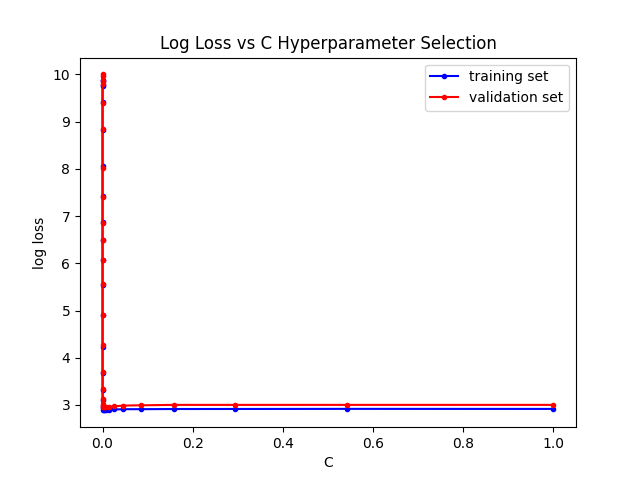 Log Loss vs C Hyperparameter Selection
training set
validation set
10
9
8
7
6
5
4
3
log loss
0.0 0.2 0.4 0.6 0.8 1.0
C